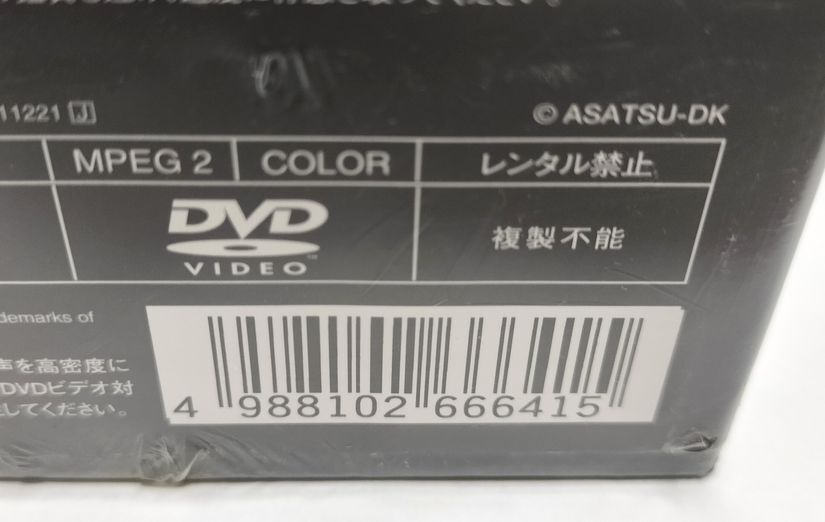 11221 J
© ASATSU-DK
MPEG 2 COLOR レンタル禁止
DVD
VIDEO
複製不能
demarks of
声を高密度に
DVDビデオ対
してください。
4 988102 666415